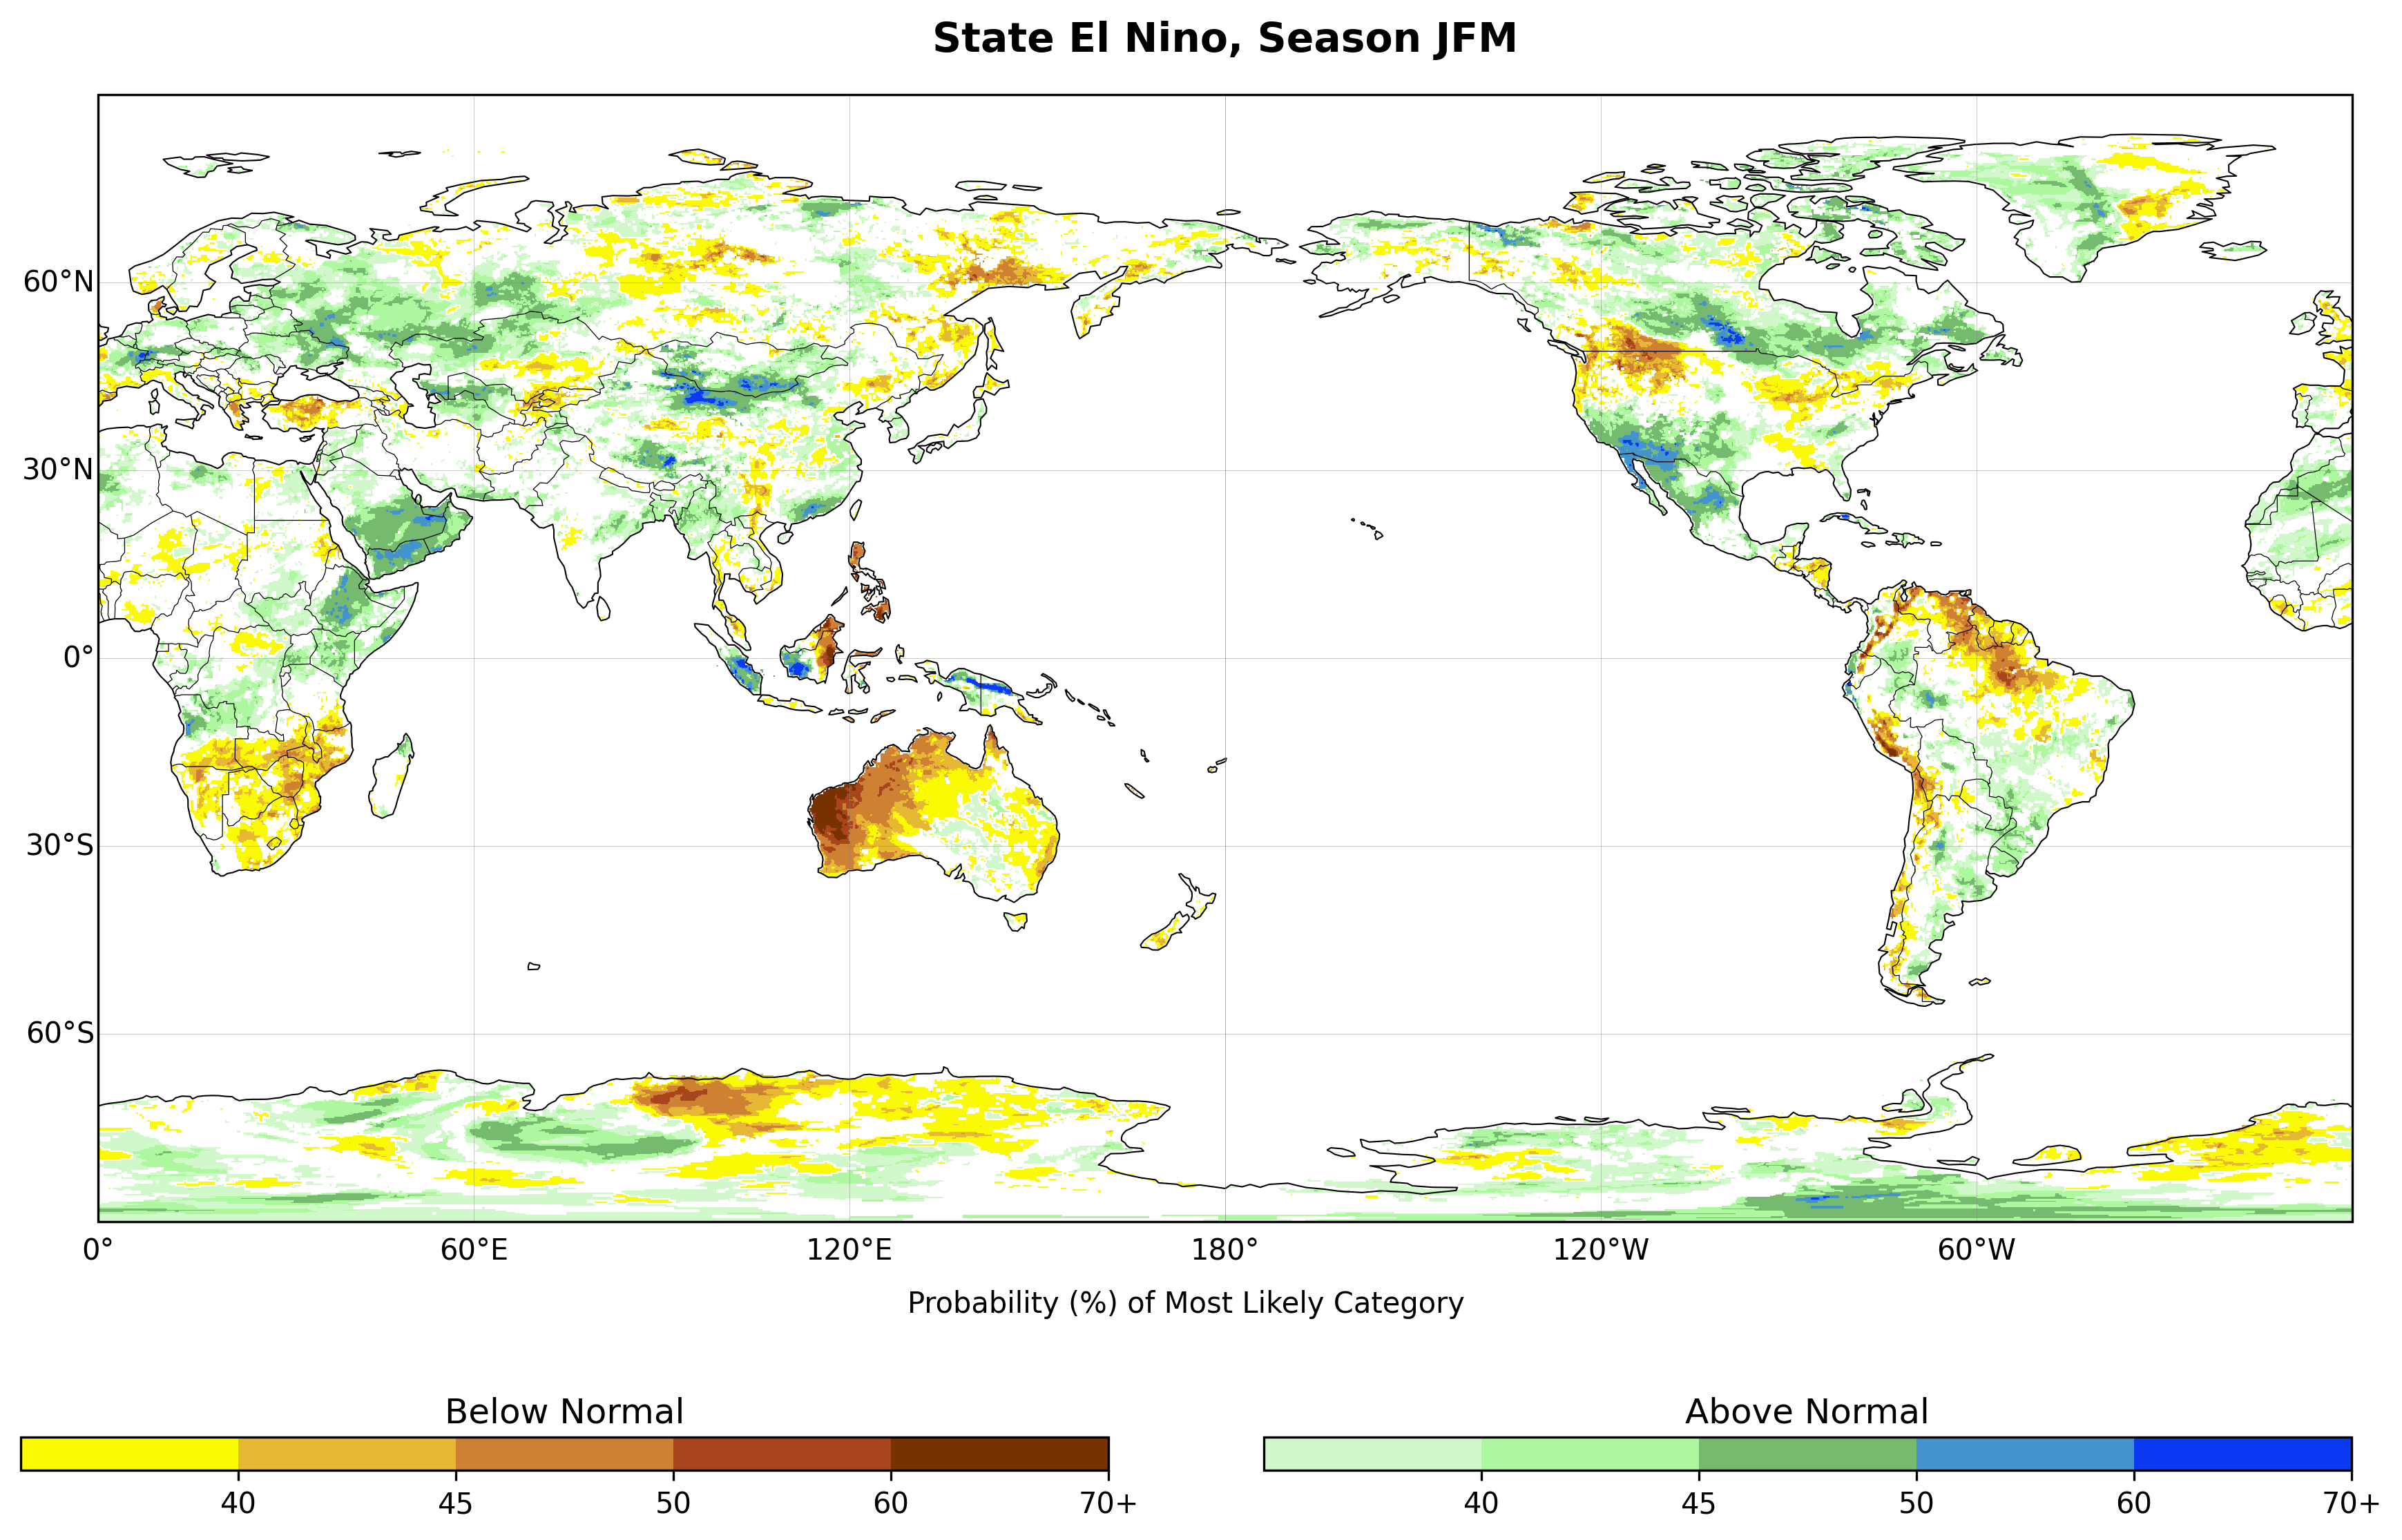 State El Nino, Season JFM
60°N
30°N
0°
30°S
60°S
0° 60°E 120°E 180° 120°W 60°W
Probability (%) of Most Likely Category
Below Normal
40 45 50 60 70+
Above Normal
40 45 50 60 70+